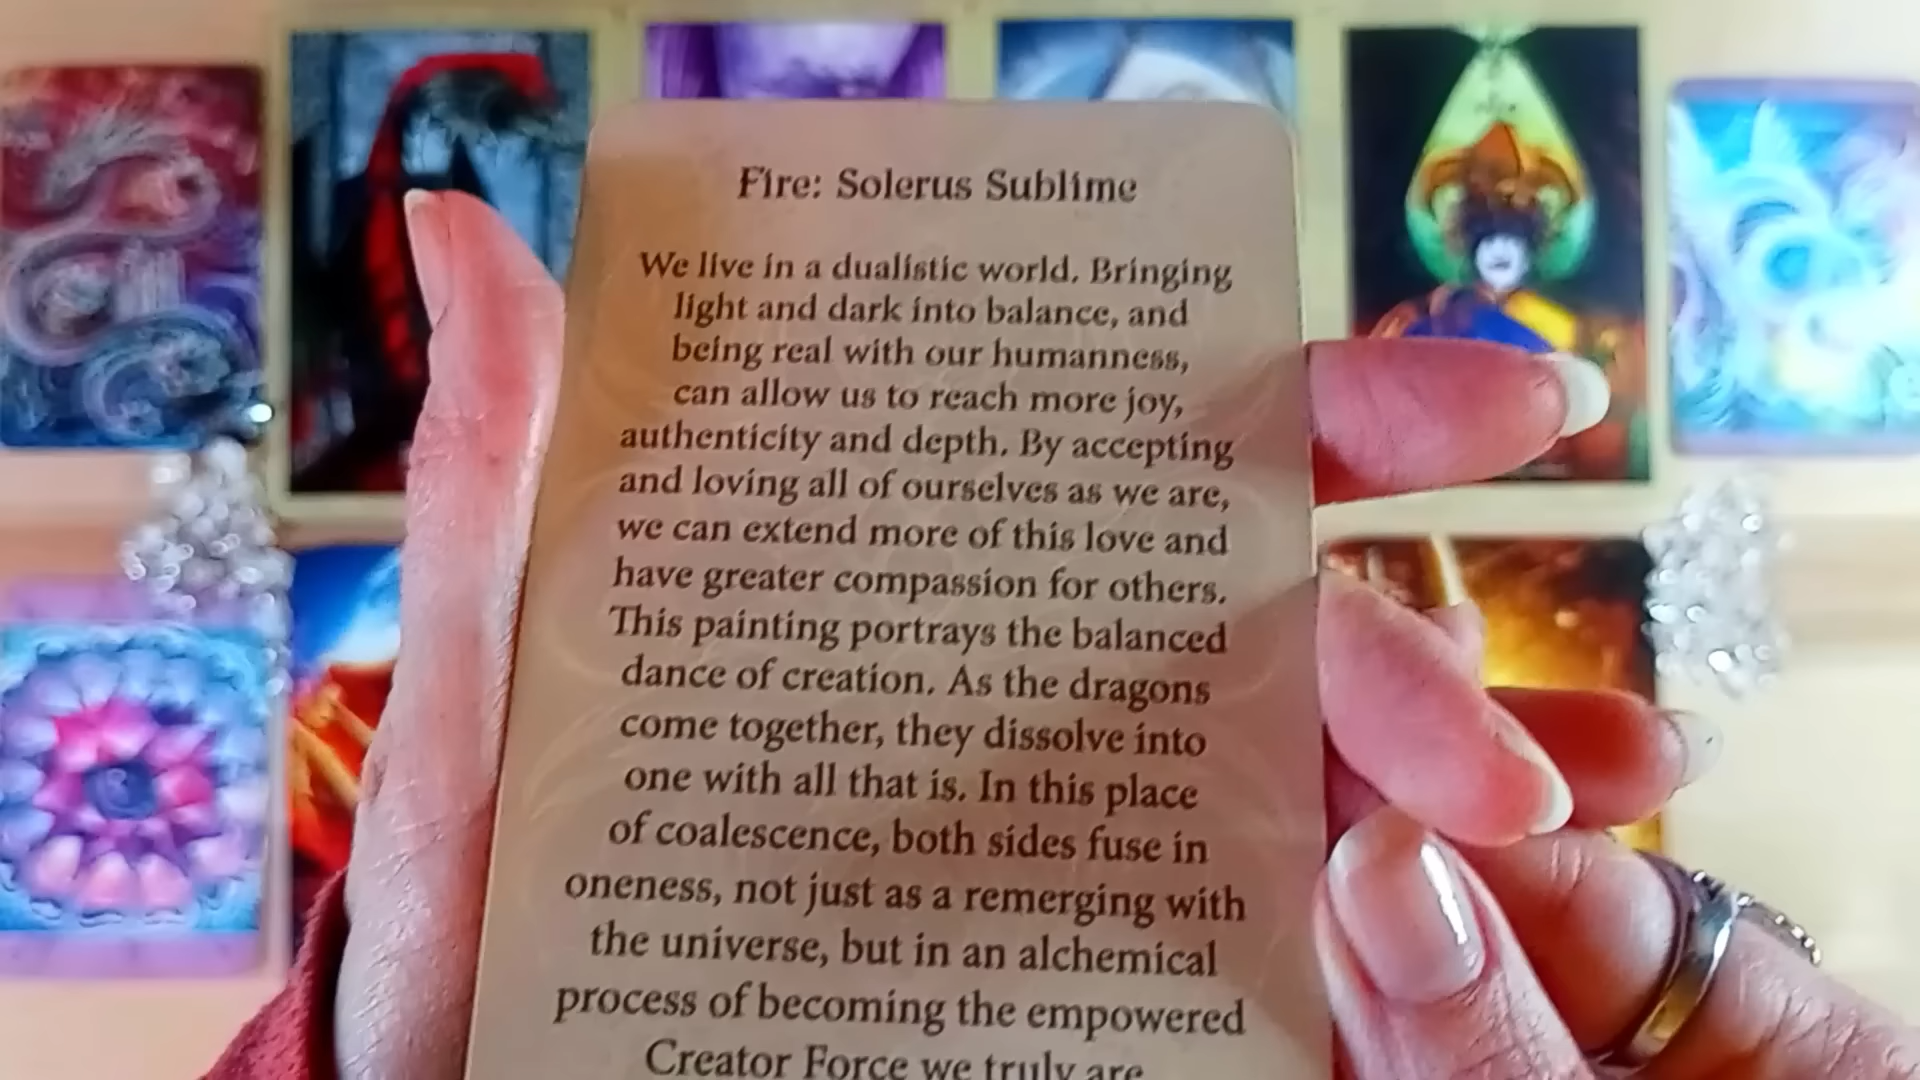 Fire: Solerus Sublime
We live in a dualistic world. Bringing
light and dark into balance, and
being real with our humanness,
can allow us to reach more joy,
authenticity and depth. By accepting
and loving all of ourselves as we are,
we can extend more of this love and
have greater compassion for others.
This painting portrays the balanced
dance of creation. As the dragons
come together, they dissolve into
one with all that is. In this place
of coalescence, both sides fuse in
oneness, not just as a remerging with
the universe, but in an alchemical
process of becoming the empowered
Creator Force we truly are